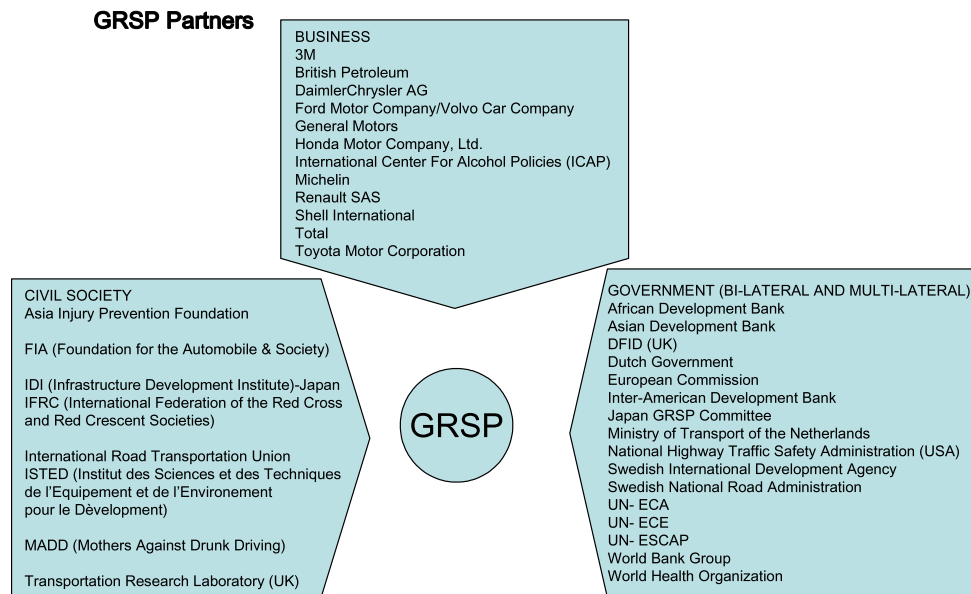 GRSP Partners
BUSINESS
3M
British Petroleum
DaimlerChrysler AG
Ford Motor Company/Volvo Car Company
General Motors
Honda Motor Company, Ltd.
International Center For Alcohol Policies (ICAP)
Michelin
Renault SAS
Shell International
Total
Toyota Motor Corporation
CIVIL SOCIETY
Asia Injury Prevention Foundation
FIA (Foundation for the Automobile & Society)
IDI (Infrastructure Development Institute)-Japan
IFRC (International Federation of the Red Cross
and Red Crescent Societies)
International Road Transportation Union
ISTED (Institut des Sciences et des Techniques
de l'Equipement et de l'Environement
pour le Dèvelopment)
MADD (Mothers Against Drunk Driving)
Transportation Research Laboratory (UK)
GRSP
GOVERNMENT (BI-LATERAL AND MULTI-LATERAL)
African Development Bank
Asian Development Bank
DFID (UK)
Dutch Government
European Commission
Inter-American Development Bank
Japan GRSP Committee
Ministry of Transport of the Netherlands
National Highway Traffic Safety Administration (USA)
Swedish International Development Agency
Swedish National Road Administration
UN- ECA
UN- ECE
UN- ESCAP
World Bank Group
World Health Organization